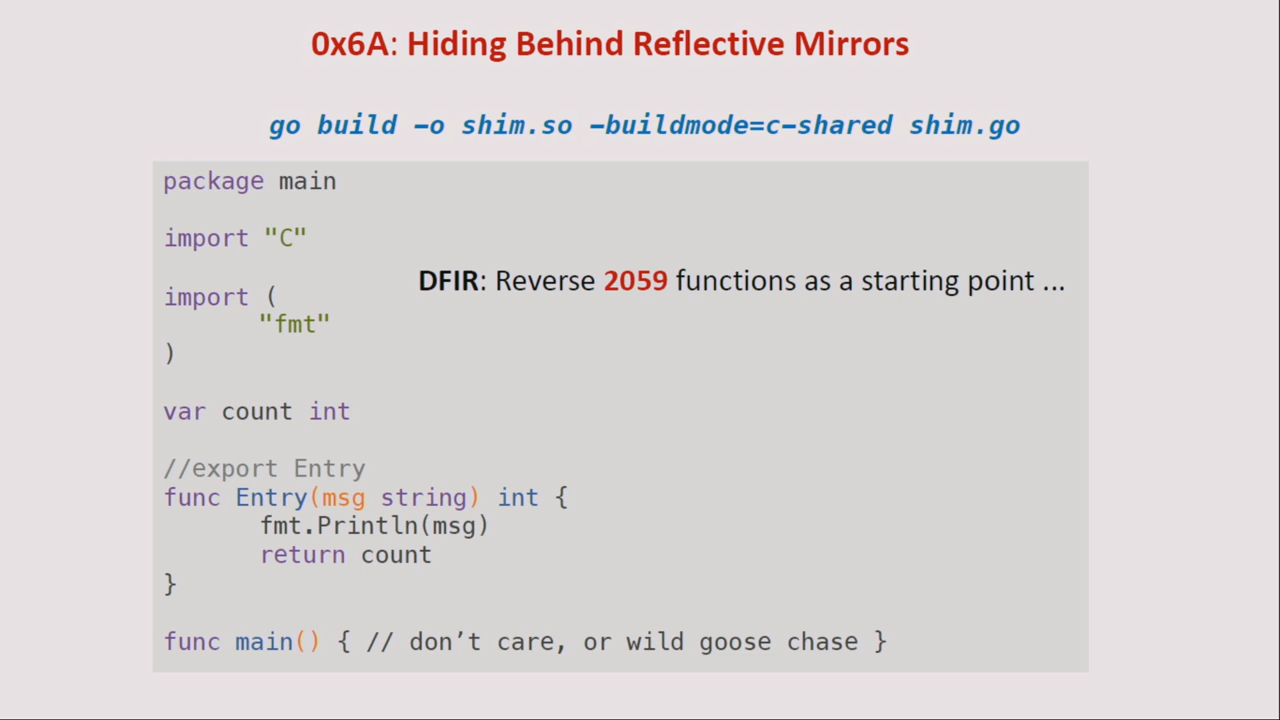 0x6A: Hiding Behind Reflective Mirrors
go build –o shim.so –buildmode=c–shared shim.go
package main
import "C"
DFIR: Reverse 2059 functions as a starting point ...
import (
"fmt"
)
var count int
//export Entry
func Entry(msg string) int {
fmt.Println(msg)
return count
}
func main() { // don’t care, or wild goose chase }